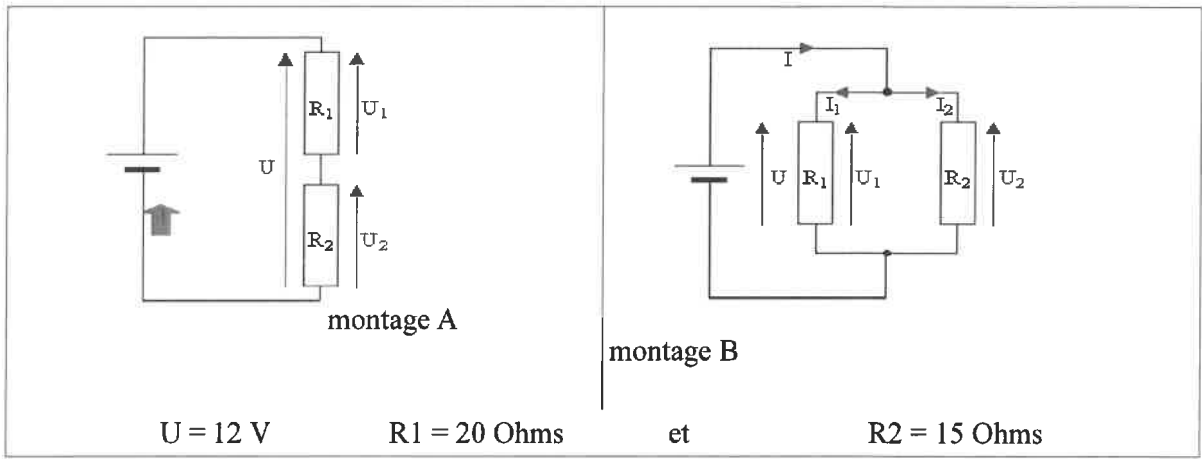 R₁
U₁
U
R₂
U₂
montage A
I
I₁
I₂
U
R₁
U₁
R₂
U₂
montage B
U = 12 V R1 = 20 Ohms et R2 = 15 Ohms